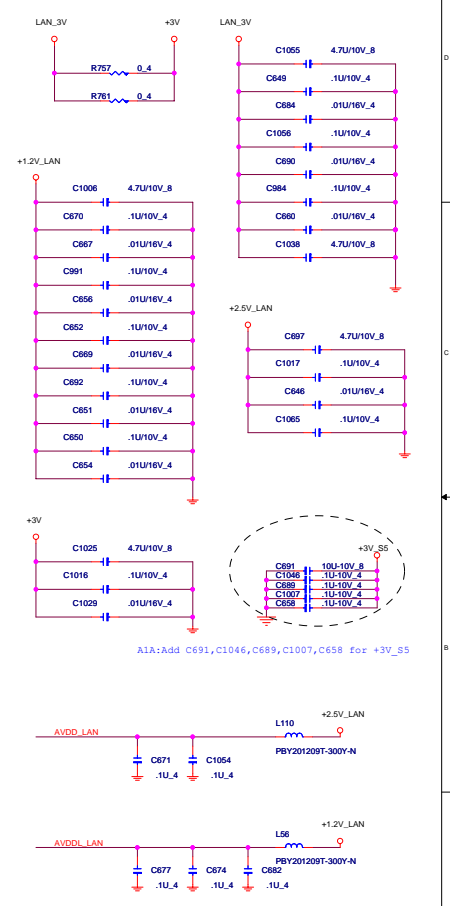 LAN_3V
+3V
R757 0_4
R761 0_4
LAN_3V
C1055 4.7U/10V_8
C649 .1U/10V_4
C684 .01U/16V_4
C1056 .1U/10V_4
C690 .01U/16V_4
C984 .1U/10V_4
C660 .01U/16V_4
C1038 4.7U/10V_8
D
+1.2V_LAN
C1006 4.7U/10V_8
C670 .1U/10V_4
C667 .01U/16V_4
C991 .1U/10V_4
C656 .01U/16V_4
C652 .1U/10V_4
C669 .01U/16V_4
C692 .1U/10V_4
C651 .01U/16V_4
C650 .1U/10V_4
C654 .01U/16V_4
+2.5V_LAN
C697 4.7U/10V_8
C1017 .1U/10V_4
C646 .01U/16V_4
C1065 .1U/10V_4
C
+3V
C1025 4.7U/10V_8
C1016 .1U/10V_4
C1029 .01U/16V_4
+3V_S5
C691 10U-10V_8
C1046 .1U-10V_4
C689 .1U-10V_4
C1007 .1U-10V_4
C658 .1U-10V_4
A1A:Add C691,C1046,C689,C1007,C658 for +3V_S5
B
AVDD_LAN
L110
+2.5V_LAN
PBY201209T-300Y-N
C671 C1054
.1U_4 .1U_4
AVDDL_LAN
L56
+1.2V_LAN
PBY201209T-300Y-N
C677 C674 C682
.1U_4 .1U_4 .1U_4